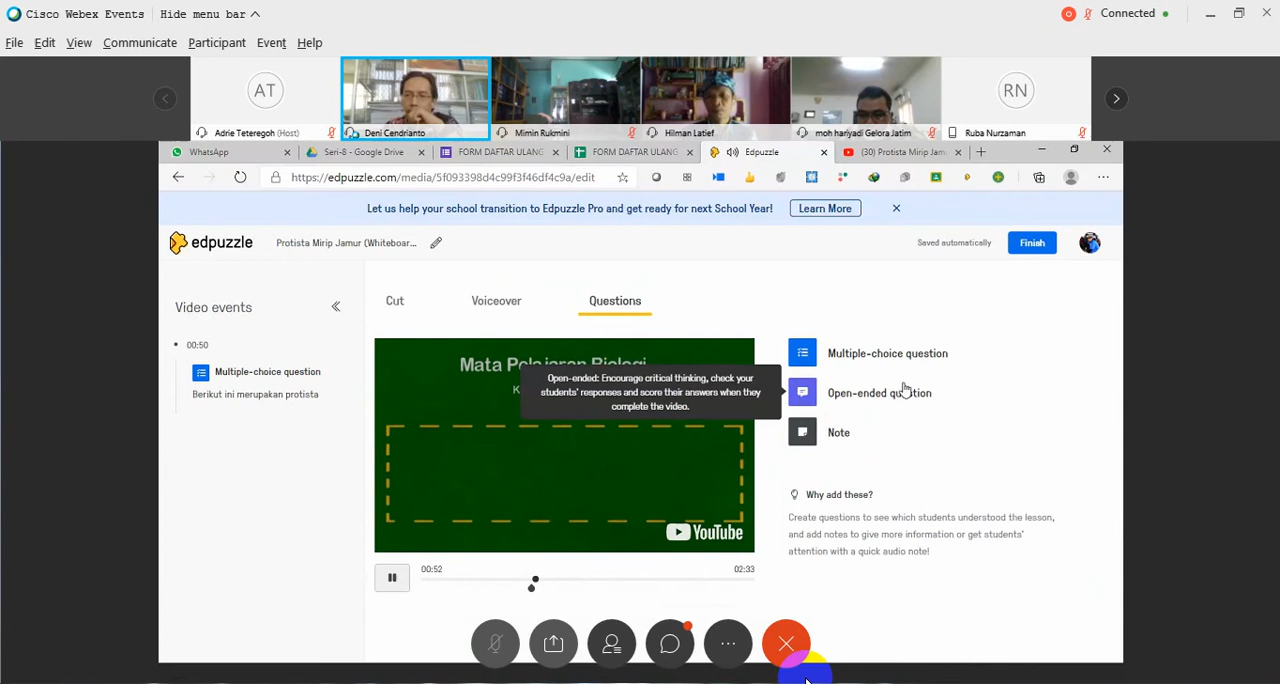 Cisco Webex Events
Hide menu bar
Connected
File Edit View Communicate Participant Event Help
AT
RN
Adrie Teteregoh (Host)
Deni Cendrianto
Mimin Rukmini
Hilman Latief
moh hariyadi Gelora Jatim
Ruba Nurzaman
WhatsApp
Seri-8 - Google Drive
FORM DAFTAR ULANG
FORM DAFTAR ULANG
Edpuzzle
(30) Protista Mirip Jam
https://edpuzzle.com/media/5f093398d4c99f3f46df4c9a/edit
Let us help your school transition to Edpuzzle Pro and get ready for next School Year!
Learn More
edpuzzle
Protista Mirip Jamur (Whiteboar...
Saved automatically
Finish
Video events
00:50
Multiple-choice question
Berikut ini merupakan protista
Cut
Voiceover
Questions
Mata Pelajaran Biologi
K
Open-ended: Encourage critical thinking, check your
students' responses and score their answers when they
complete the video.
YouTube
00:52
02:33
Multiple-choice question
Open-ended question
Note
Why add these?
Create questions to see which students understood the lesson,
and add notes to give more information or get students'
attention with a quick audio note!